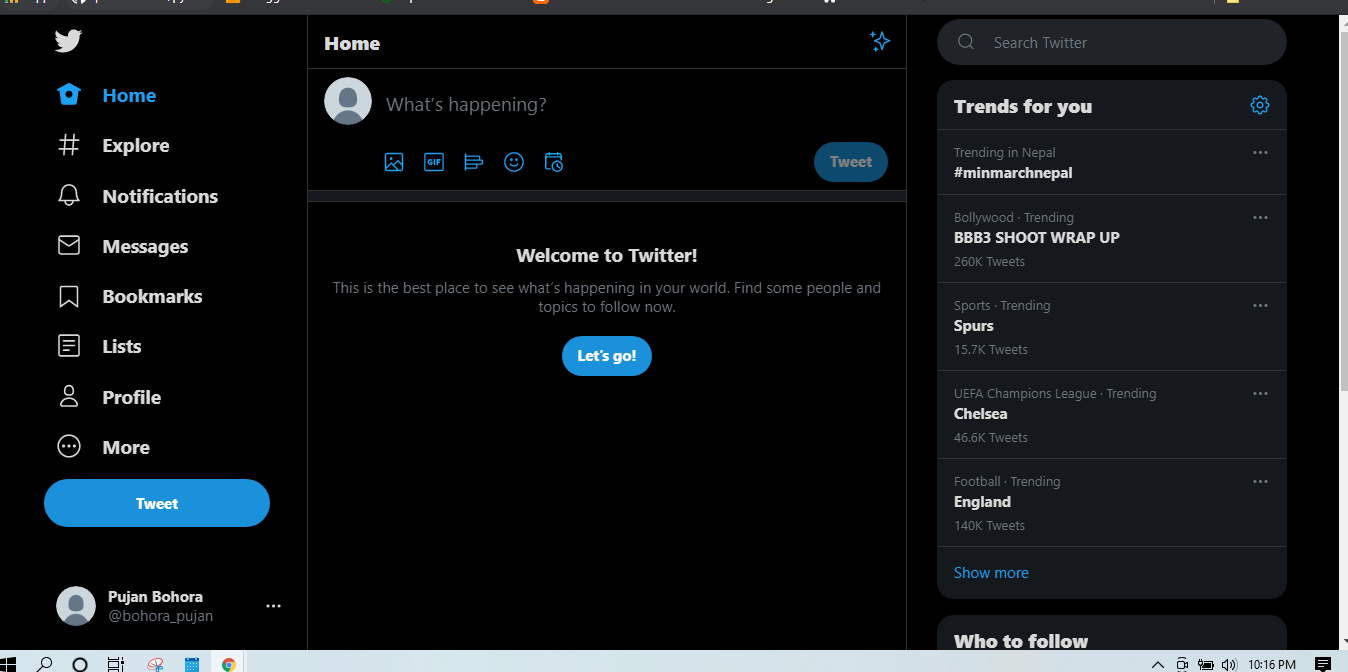 Home
Explore
Notifications
Messages
Bookmarks
Lists
Profile
More
Tweet
Pujan Bohora
@bohora_pujan
Home
What's happening?
GIF
Tweet
Welcome to Twitter!
This is the best place to see what's happening in your world. Find some people and
topics to follow now.
Let's go!
Search Twitter
Trends for you
Trending in Nepal
#minmarchnepal
Bollywood · Trending
BBB3 SHOOT WRAP UP
260K Tweets
Sports · Trending
Spurs
15.7K Tweets
UEFA Champions League · Trending
Chelsea
46.6K Tweets
Football · Trending
England
140K Tweets
Show more
Who to follow
10:16 PM